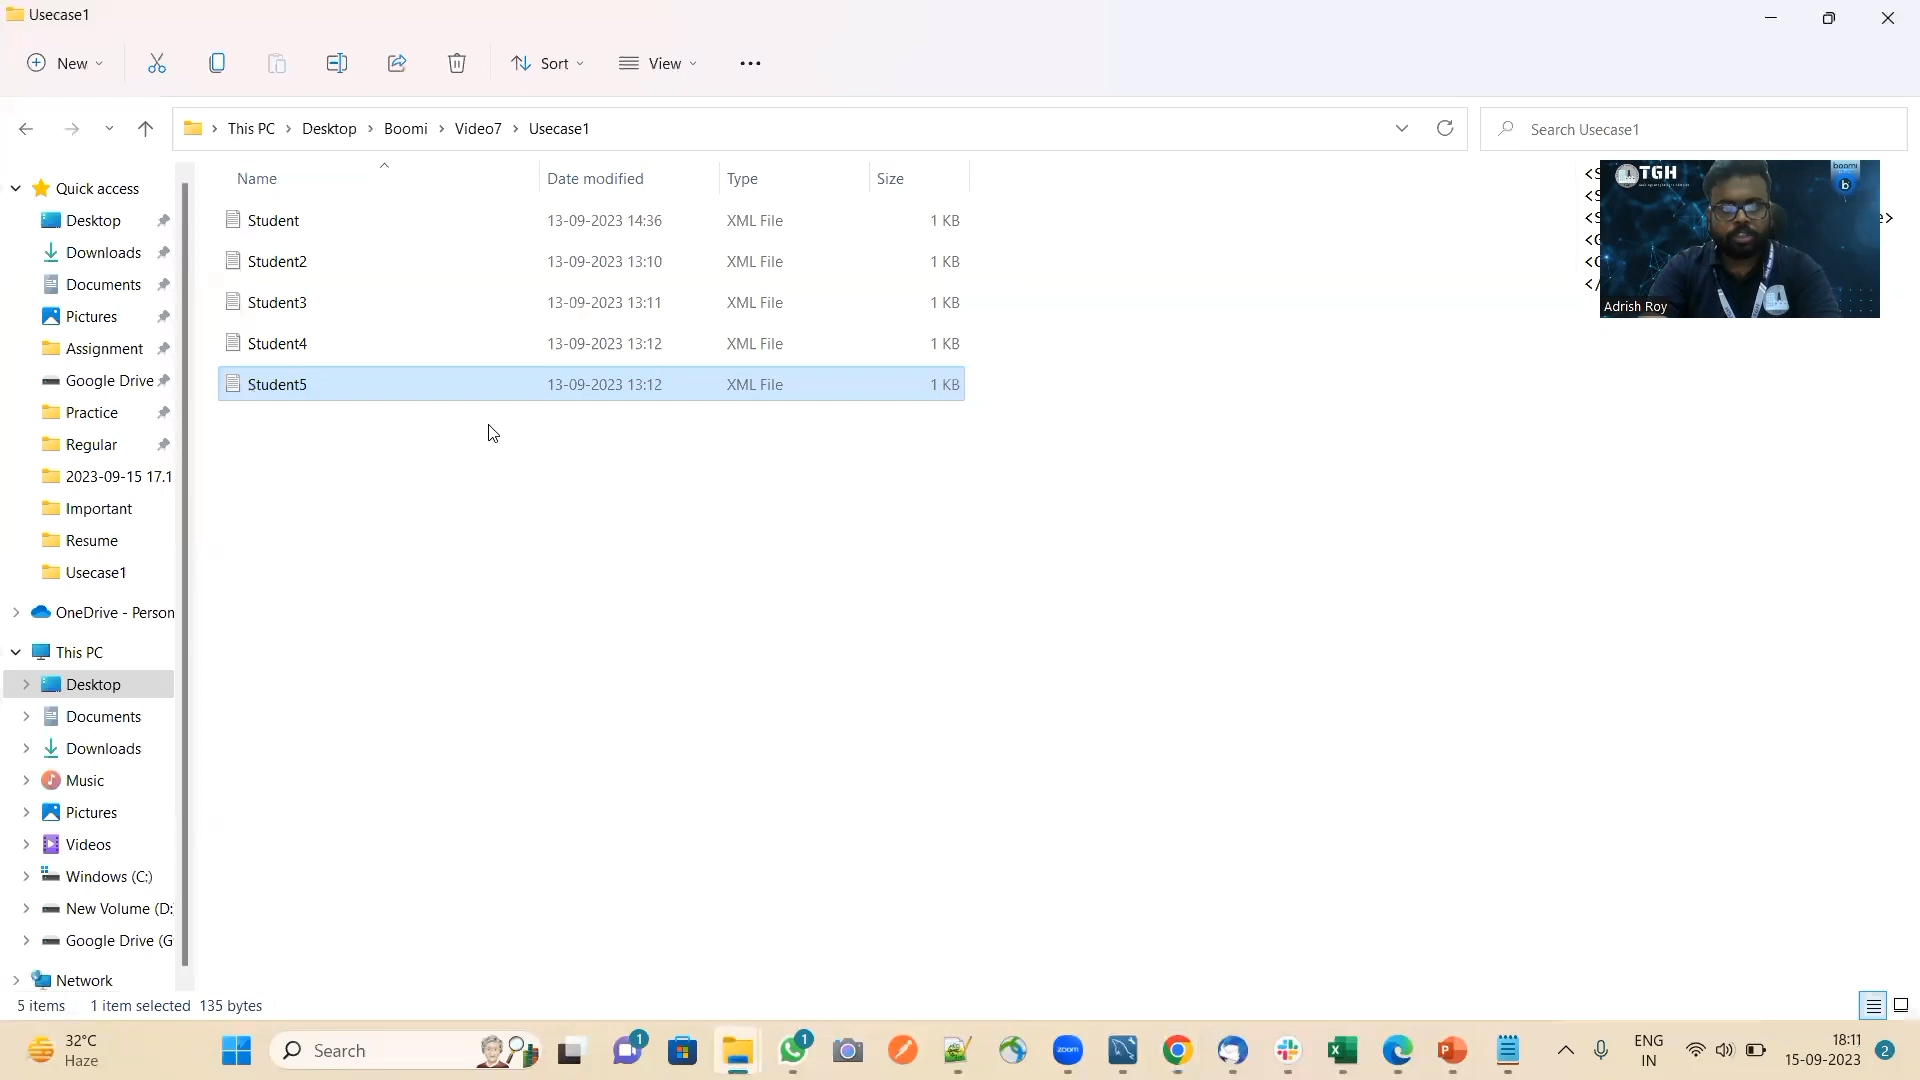 Usecase1
New
Sort
View
This PC > Desktop > Boomi > Video7 > Usecase1
Search Usecase1
Name Date modified Type Size
Student 13-09-2023 14:36 XML File 1 KB
Student2 13-09-2023 13:10 XML File 1 KB
Student3 13-09-2023 13:11 XML File 1 KB
Student4 13-09-2023 13:12 XML File 1 KB
Student5 13-09-2023 13:12 XML File 1 KB
Quick access
Desktop
Downloads
Documents
Pictures
Assignment
Google Drive
Practice
Regular
2023-09-15 17.1
Important
Resume
Usecase1
OneDrive - Person
This PC
Desktop
Documents
Downloads
Music
Pictures
Videos
Windows (C:)
New Volume (D:
Google Drive (G
Network
TGH
boomi
b
Adrish Roy
5 items 1 item selected 135 bytes
32°C
Haze
Search
1
1
zoom
ENG
IN
18:11
15-09-2023
2